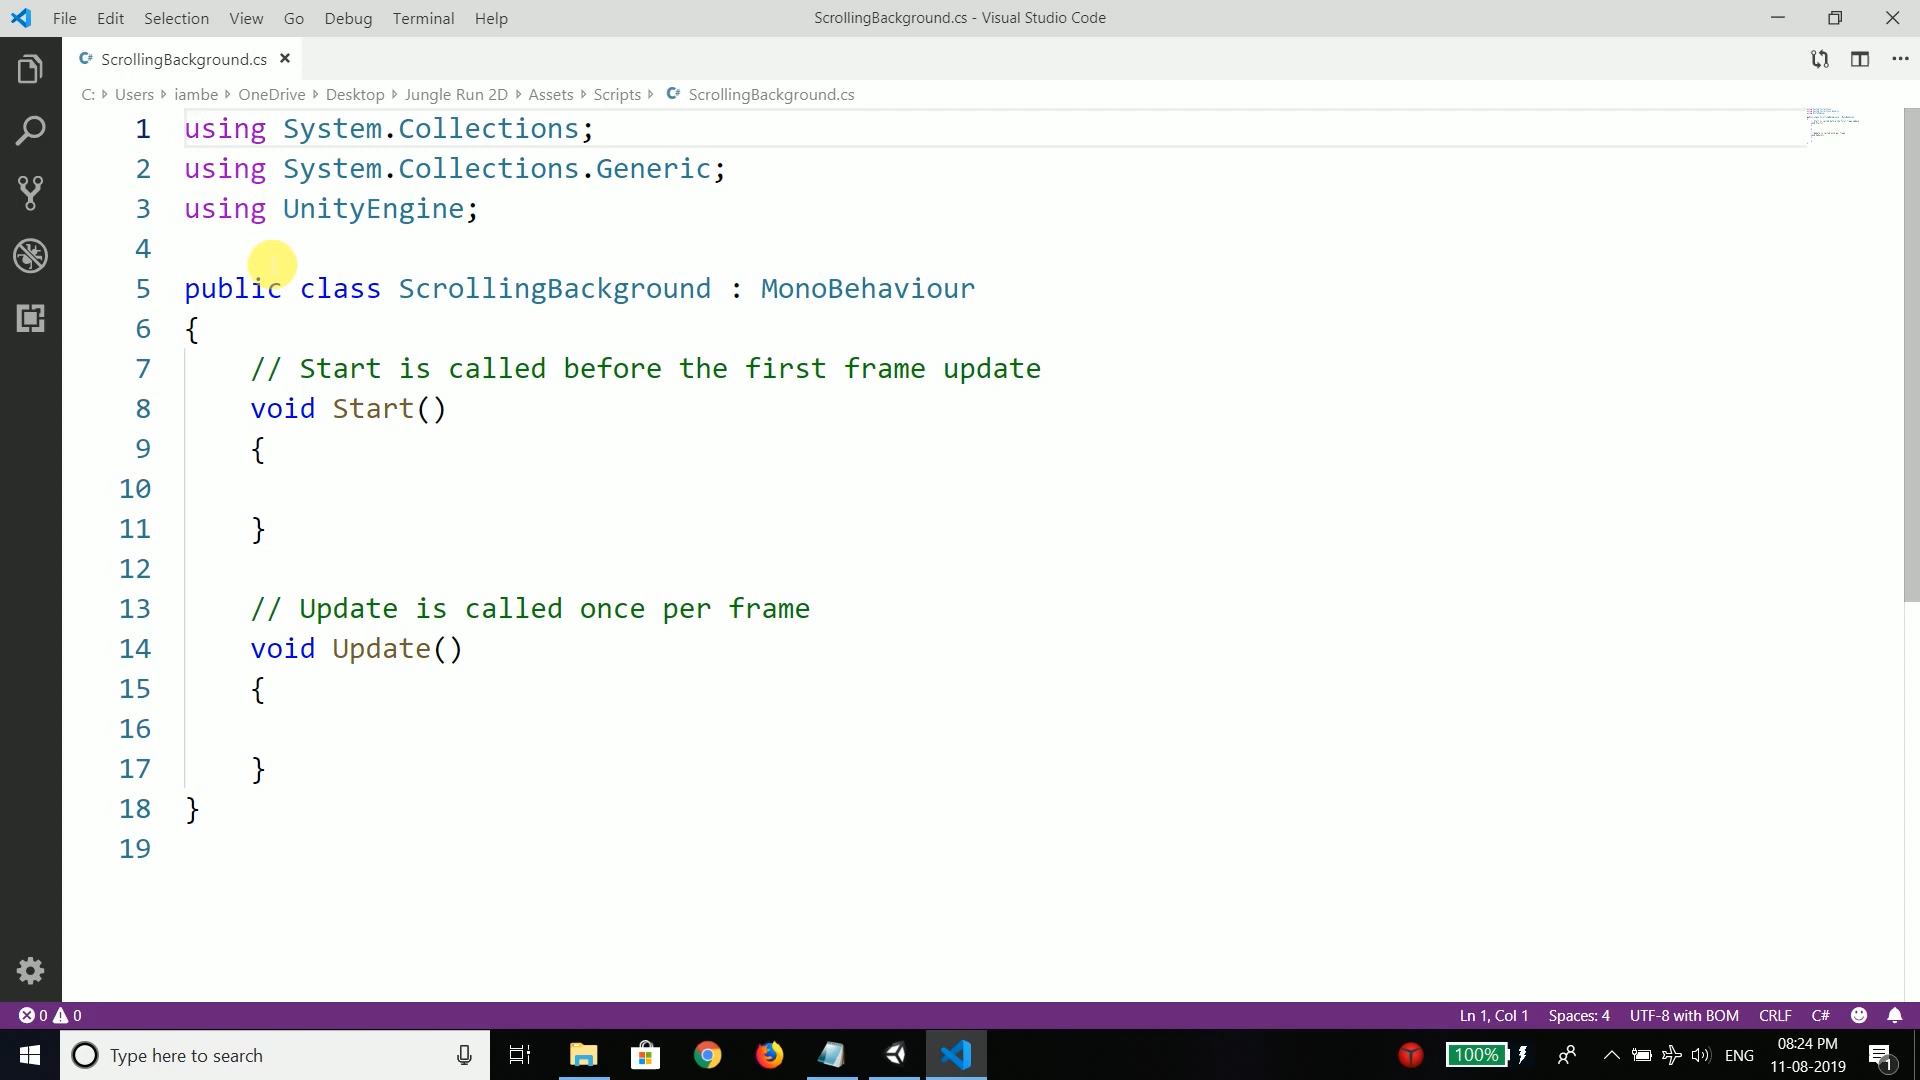 File Edit Selection View Go Debug Terminal Help
ScrollingBackground.cs - Visual Studio Code
ScrollingBackground.cs
C: Users iambe OneDrive Desktop Jungle Run 2D Assets Scripts ScrollingBackground.cs
1 using System.Collections;
2 using System.Collections.Generic;
3 using UnityEngine;
4
5 public class ScrollingBackground : MonoBehaviour
6 {
7 // Start is called before the first frame update
8 void Start()
9 {
10
11 }
12
13 // Update is called once per frame
14 void Update()
15 {
16
17 }
18 }
19
0 0 Ln 1, Col 1 Spaces: 4 UTF-8 with BOM CRLF C#
Type here to search
100%
ENG
08:24 PM
11-08-2019
1